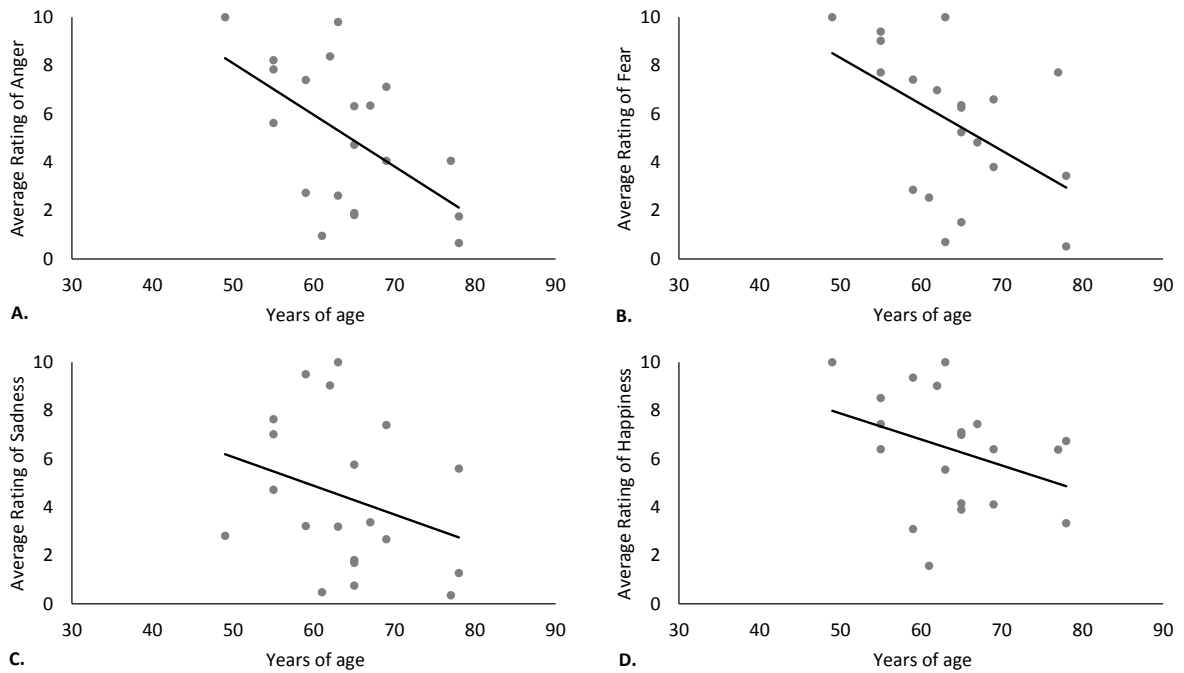 10
8
6
4
2
0
Average Rating of Anger
30 40 50 60 70 80 90
Years of age
A.
10
8
6
4
2
0
Average Rating of Fear
30 40 50 60 70 80 90
Years of age
B.
10
8
6
4
2
0
Average Rating of Sadness
30 40 50 60 70 80 90
Years of age
C.
10
8
6
4
2
0
Average Rating of Happiness
30 40 50 60 70 80 90
Years of age
D.